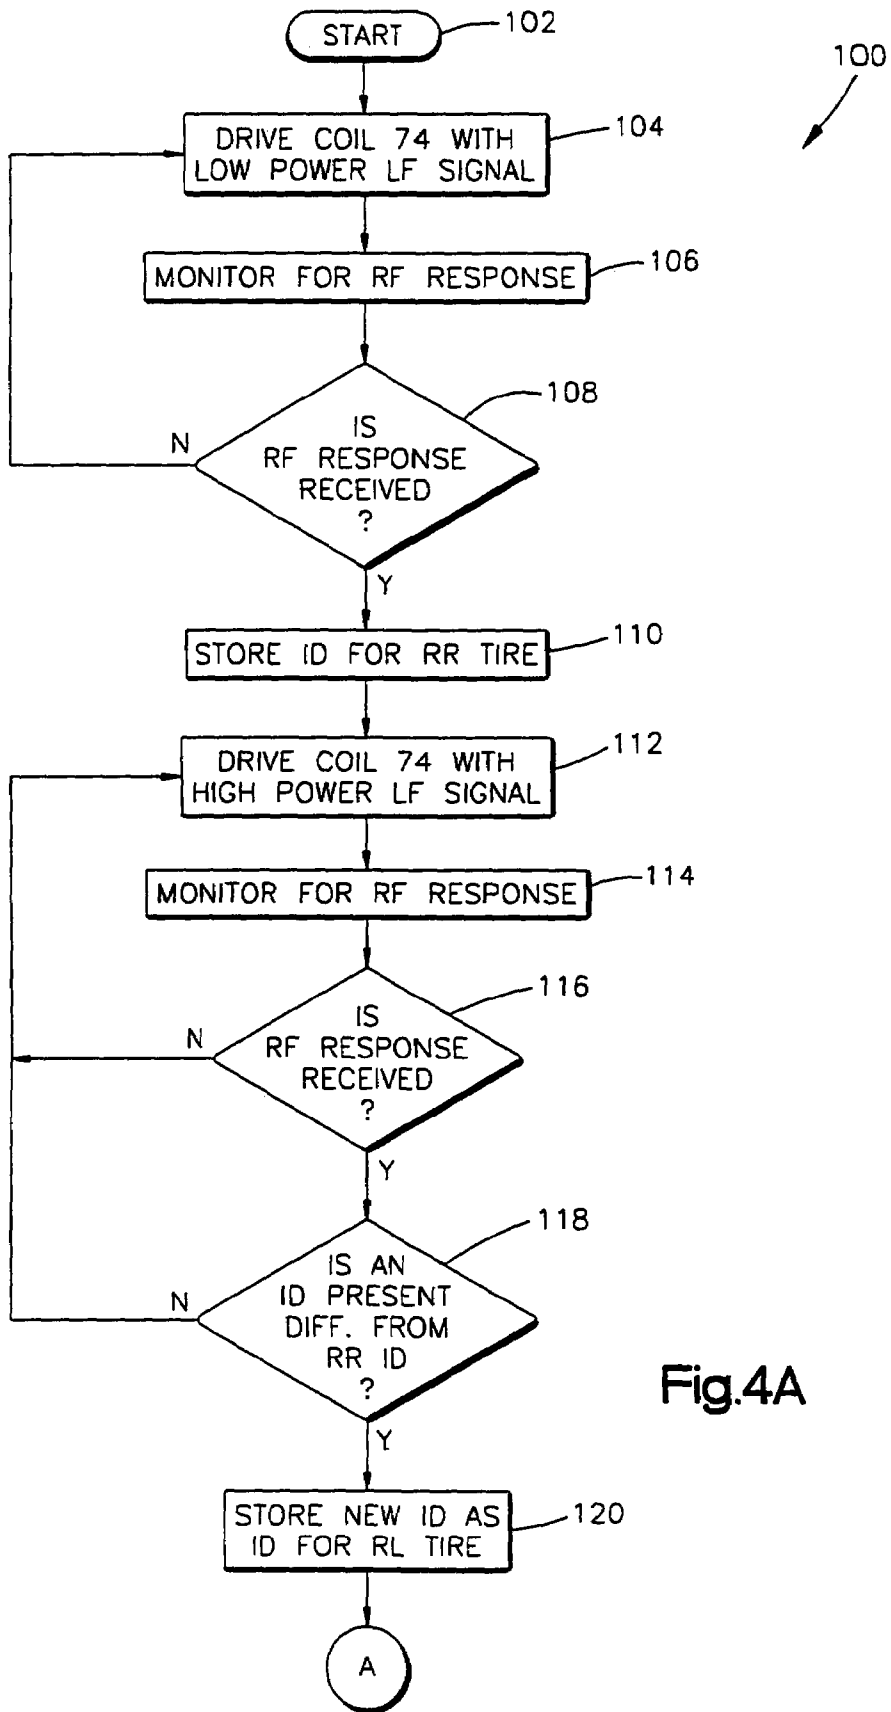 START
102
100
DRIVE COIL 74 WITH
LOW POWER LF SIGNAL
104
MONITOR FOR RF RESPONSE
106
108
IS
RF RESPONSE
RECEIVED
?
N
Y
STORE ID FOR RR TIRE
110
DRIVE COIL 74 WITH
HIGH POWER LF SIGNAL
112
MONITOR FOR RF RESPONSE
114
116
IS
RF RESPONSE
RECEIVED
?
N
Y
118
IS AN
ID PRESENT
DIFF. FROM
RR ID
?
N
Y
Fig.4A
STORE NEW ID AS
ID FOR RL TIRE
120
A